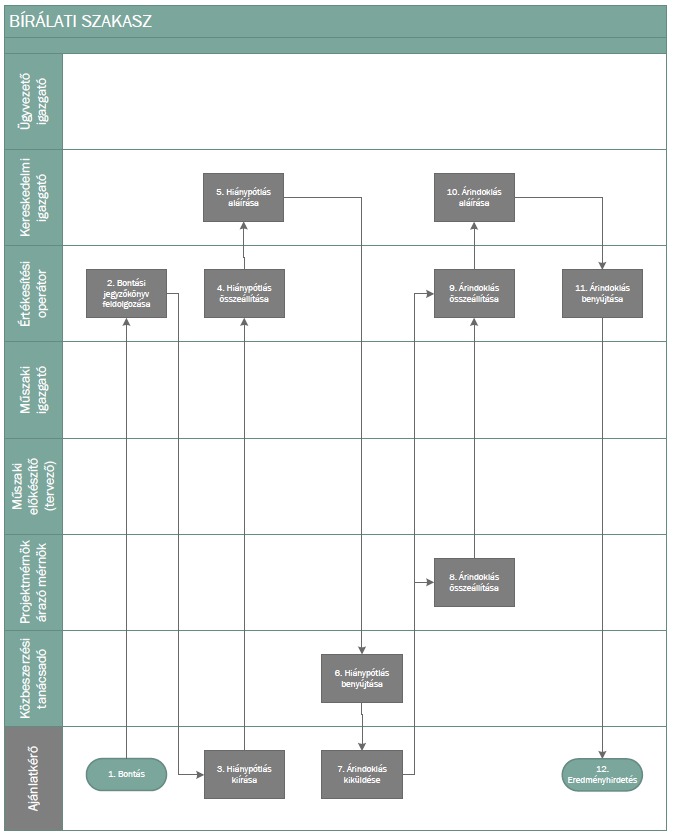 BÍRÁLATI SZAKASZ
Ügyvezető
igazgató
Kereskedelmi
igazgató
5. Hiánypótlás
aláírása
10. Árindoklás
aláírása
Értékesítési
operátor
2. Bontási
jegyzőkönyv
feldolgozása
4. Hiánypótlás
összeállítása
9. Árindoklás
összeállítása
11. Árindoklás
benyújtása
Műszaki
igazgató
Műszaki
előkészítő
(tervező)
Projektmérnök
árazó mérnök
8. Árindoklás
összeállítása
Közbeszerzési
tanácsadó
6. Hiánypótlás
benyújtása
Ajánlatkérő
1. Bontás
3. Hiánypótlás
kiírása
7. Árindoklás
kiküldése
12.
Eredményhirdetés